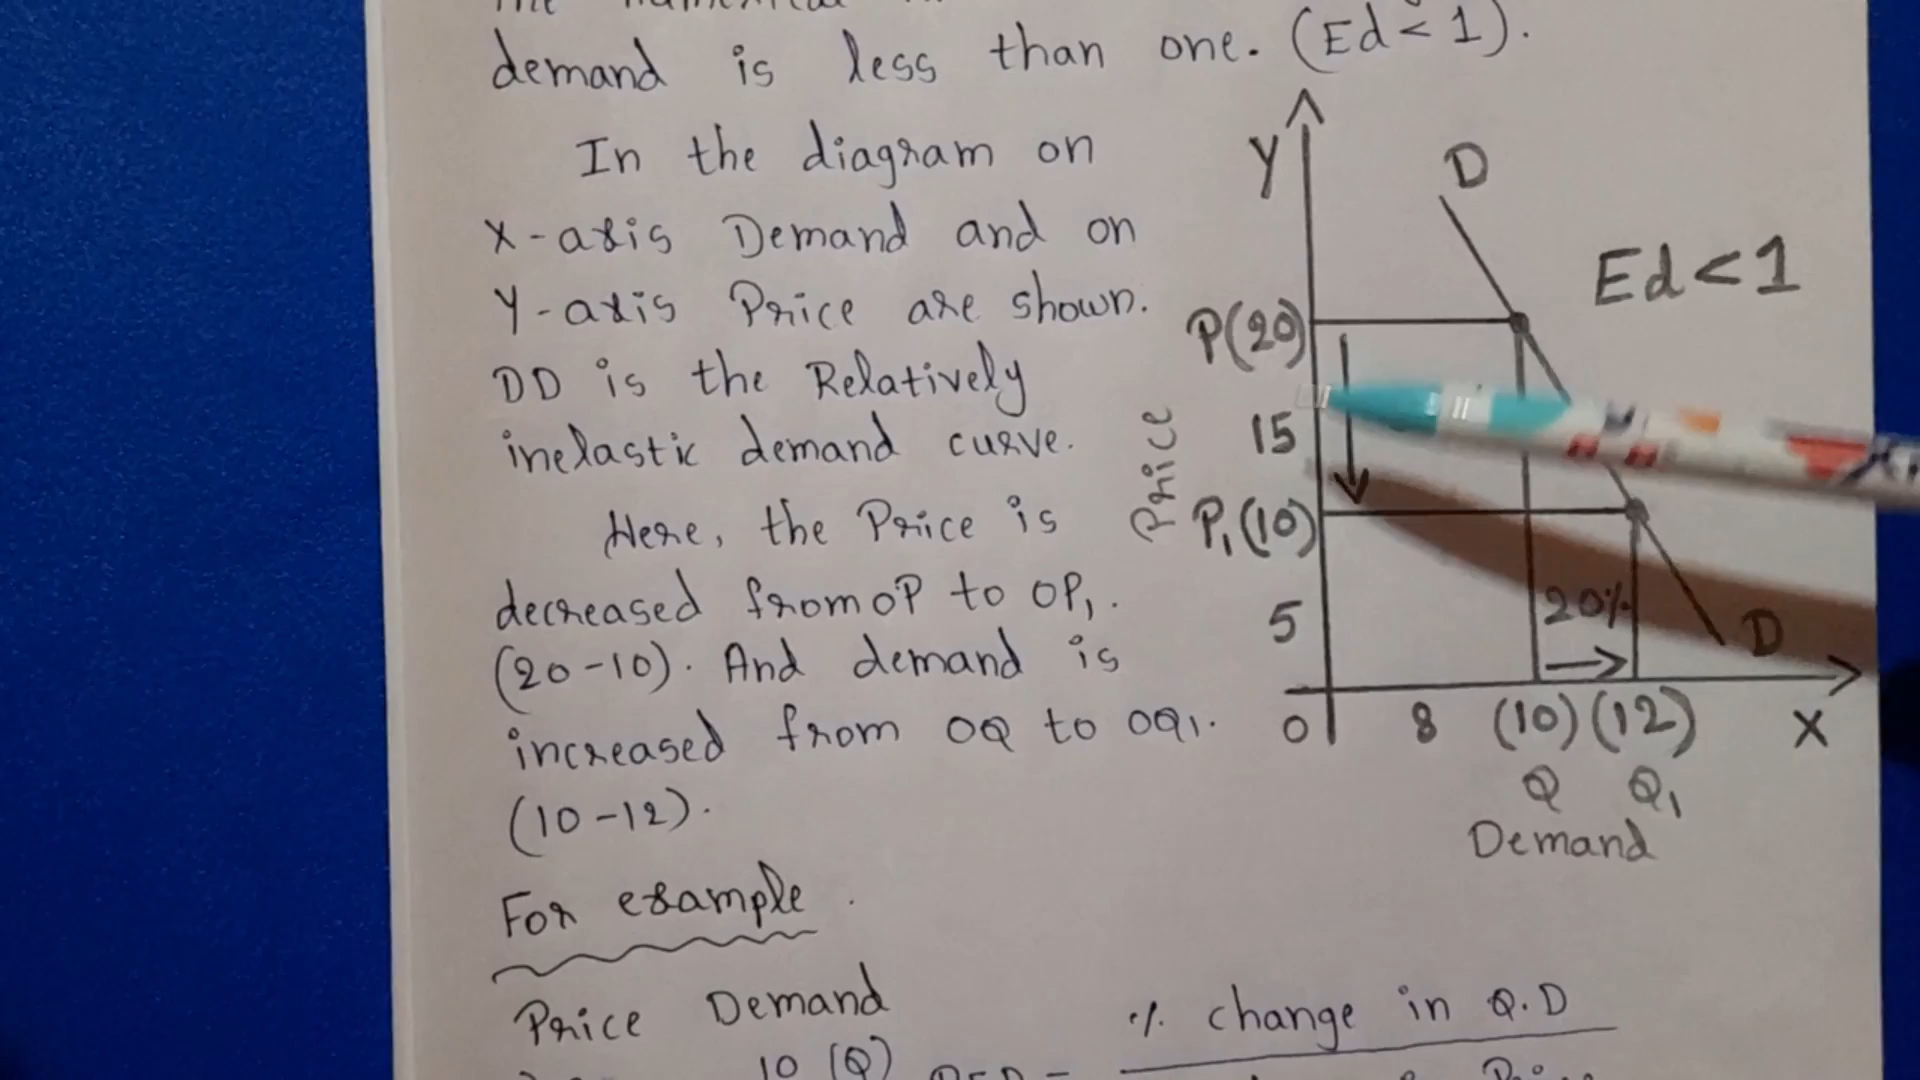 demand is less than one. (Ed < 1).
In the diagram on
X-axis Demand and on
Y-axis Price are shown.
DD is the Relatively
inelastic demand curve.
Here, the Price is
decreased from OP to OP₁.
(20-10). And demand is
increased from OQ to OQ₁.
(10-12).
For example.
Price Demand
10 (Q)
% change in Q.D
Y
D
Ed<1
P(20)
15
Price
P₁(10)
5
20%
D
0 8 (10) (12) X
Q Q₁
Demand